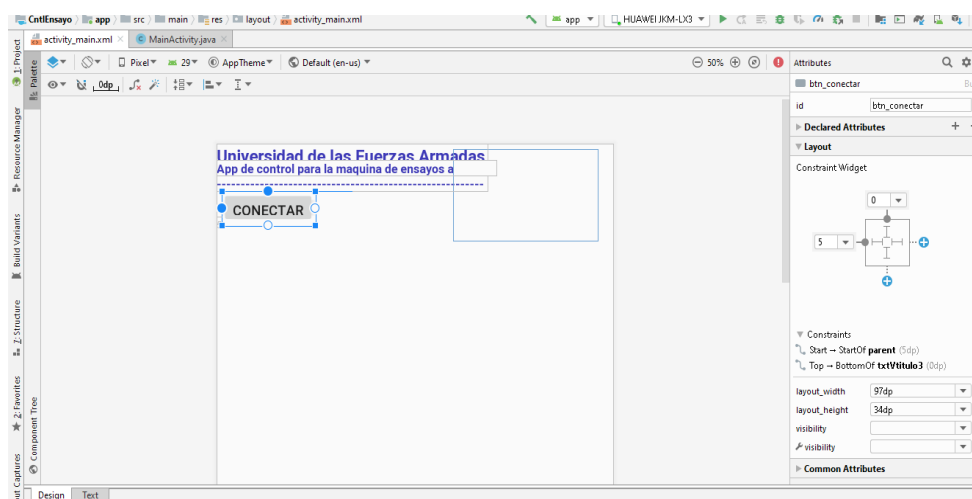 CntlEnsayo app src main res layout activity_main.xml app HUAWEI JKM-LX3
activity_main.xml MainActivity.java
Pixel 29 AppTheme Default (en-us) 50% Attributes
0dp btn_conectar
id btn_conectar
Declared Attributes
Layout
Constraint Widget
0
5
Constraints
Start → StartOf parent (5dp)
Top → BottomOf txtVtitulo3 (0dp)
layout_width 97dp
layout_height 34dp
visibility
visibility
Common Attributes
Universidad de las Fuerzas Armadas
App de control para la maquina de ensayos a
------------------------------------------------------
CONECTAR
1: Project
Palette
Resource Manager
Build Variants
Z: Structure
2: Favorites
Component Tree
ut Captures
Design Text